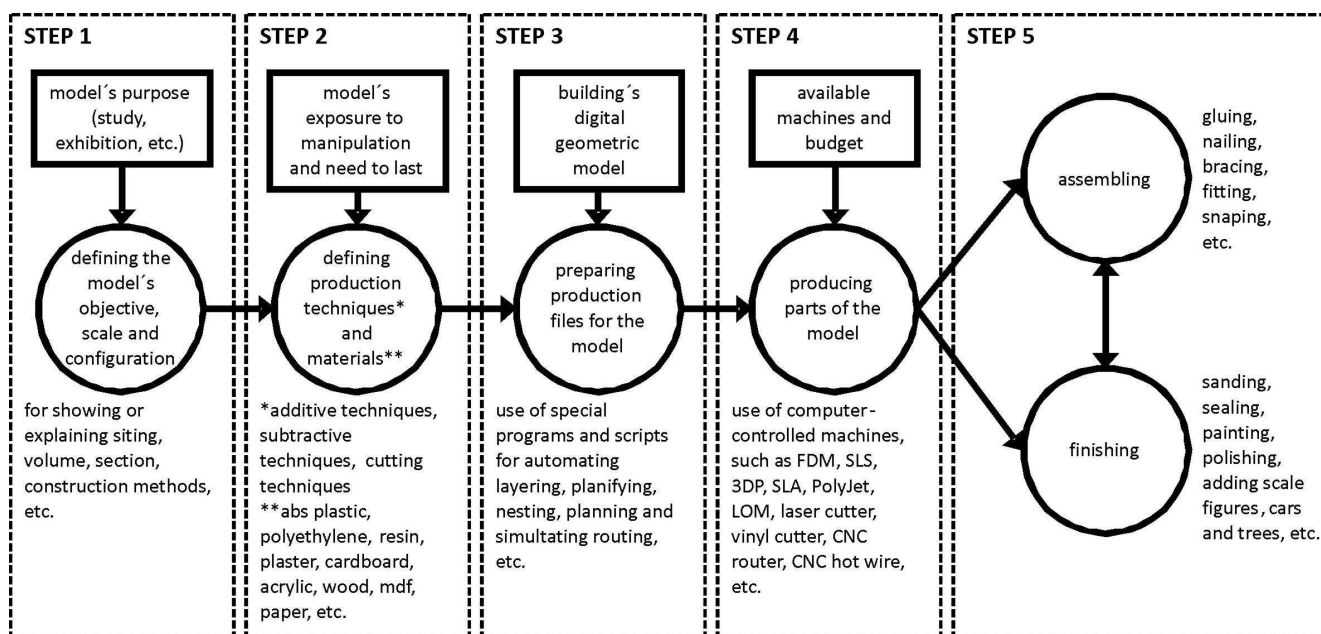 STEP 1
model´s purpose
(study,
exhibition, etc.)
defining the
model´s
objective,
scale and
configuration
for showing or
explaining siting,
volume, section,
construction methods,
etc.
STEP 2
model´s
exposure to
manipulation
and need to last
defining
production
techniques*
and
materials**
*additive techniques,
subtractive
techniques, cutting
techniques
**abs plastic,
polyethylene, resin,
plaster, cardboard,
acrylic, wood, mdf,
paper, etc.
STEP 3
building´s
digital
geometric
model
preparing
production
files for the
model
use of special
programs and scripts
for automating
layering, planifying,
nesting, planning and
simultating routing,
etc.
STEP 4
available
machines and
budget
producing
parts of the
model
use of computer-
controlled machines,
such as FDM, SLS,
3DP, SLA, PolyJet,
LOM, laser cutter,
vinyl cutter, CNC
router, CNC hot wire,
etc.
STEP 5
assembling
gluing,
nailing,
bracing,
fitting,
snaping,
etc.
finishing
sanding,
sealing,
painting,
polishing,
adding scale
figures, cars
and trees, etc.